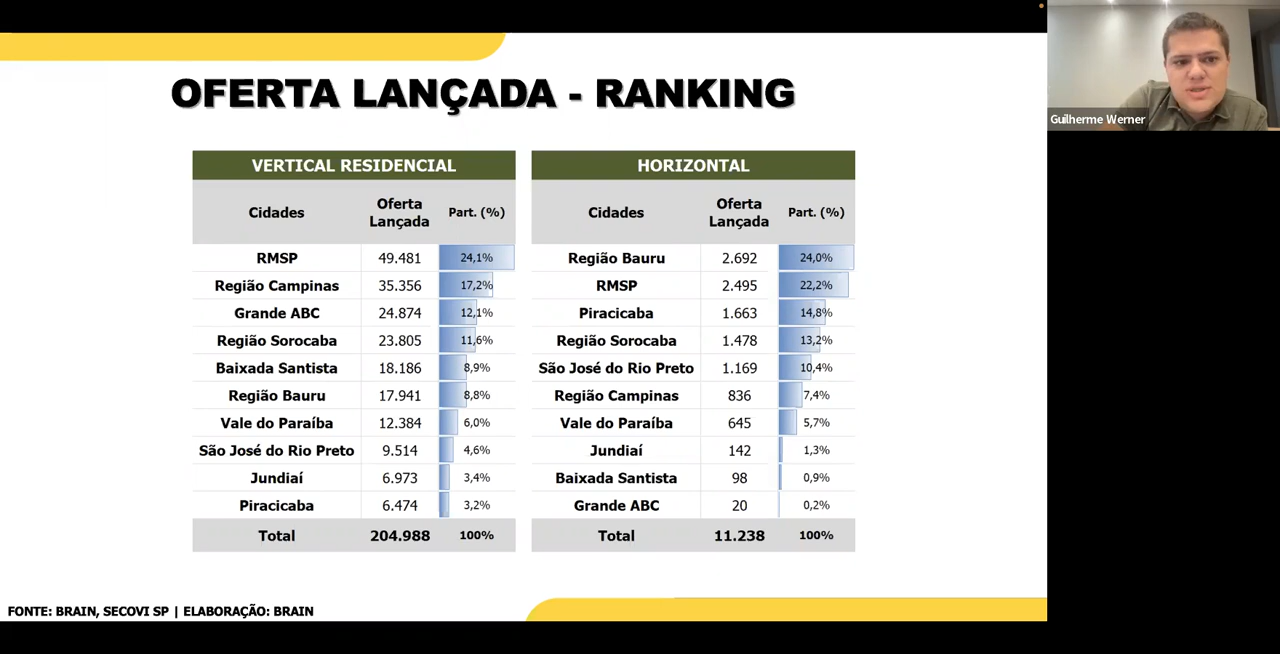 OFERTA LANÇADA - RANKING
Guilherme Werner
VERTICAL RESIDENCIAL
Cidades Oferta Lançada Part. (%)
RMSP 49.481 24,1%
Região Campinas 35.356 17,2%
Grande ABC 24.874 12,1%
Região Sorocaba 23.805 11,6%
Baixada Santista 18.186 8,9%
Região Bauru 17.941 8,8%
Vale do Paraíba 12.384 6,0%
São José do Rio Preto 9.514 4,6%
Jundiaí 6.973 3,4%
Piracicaba 6.474 3,2%
Total 204.988 100%
HORIZONTAL
Cidades Oferta Lançada Part. (%)
Região Bauru 2.692 24,0%
RMSP 2.495 22,2%
Piracicaba 1.663 14,8%
Região Sorocaba 1.478 13,2%
São José do Rio Preto 1.169 10,4%
Região Campinas 836 7,4%
Vale do Paraíba 645 5,7%
Jundiaí 142 1,3%
Baixada Santista 98 0,9%
Grande ABC 20 0,2%
Total 11.238 100%
FONTE: BRAIN, SECOVI SP | ELABORAÇÃO: BRAIN